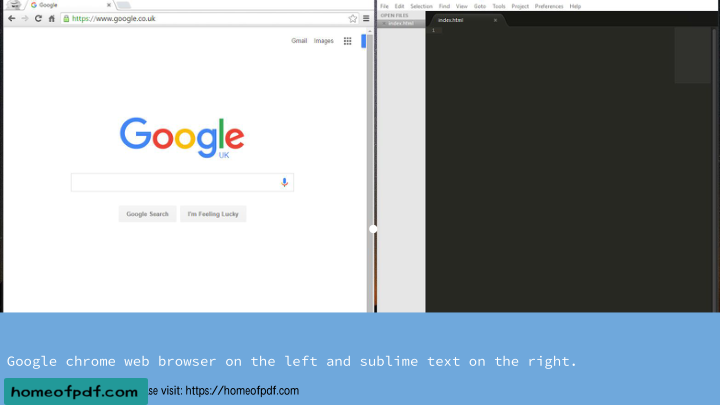 Google
https://www.google.co.uk
Gmail Images
Google
UK
Google Search I'm Feeling Lucky
File Edit Selection Find View Goto Tools Project Preferences Help
OPEN FILES
index.html
index.html
1
Google chrome web browser on the left and sublime text on the right.
homeofpdf.com
visit: https://homeofpdf.com